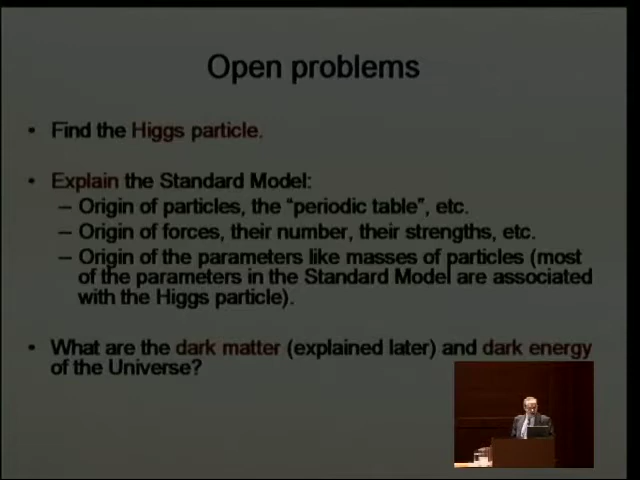 Open problems
• Find the Higgs particle.
• Explain the Standard Model:
– Origin of particles, the “periodic table”, etc.
– Origin of forces, their number, their strengths, etc.
– Origin of the parameters like masses of particles (most
of the parameters in the Standard Model are associated
with the Higgs particle).
• What are the dark matter (explained later) and dark energy
of the Universe?